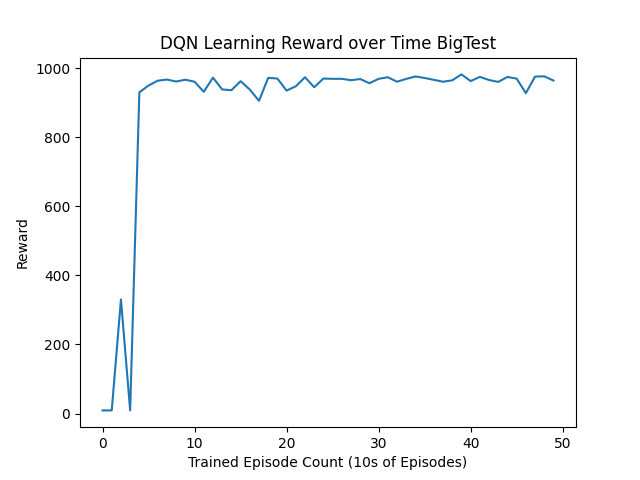 DQN Learning Reward over Time BigTest
1000
800
600
400
200
0
Reward
0 10 20 30 40 50
Trained Episode Count (10s of Episodes)